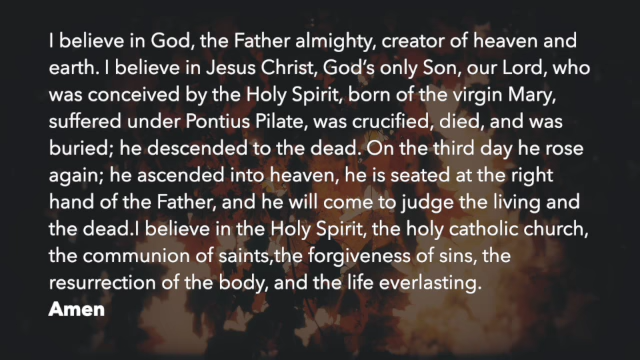 I believe in God, the Father almighty, creator of heaven and
earth. I believe in Jesus Christ, God’s only Son, our Lord, who
was conceived by the Holy Spirit, born of the virgin Mary,
suffered under Pontius Pilate, was crucified, died, and was
buried; he descended to the dead. On the third day he rose
again; he ascended into heaven, he is seated at the right
hand of the Father, and he will come to judge the living and
the dead.I believe in the Holy Spirit, the holy catholic church,
the communion of saints,the forgiveness of sins, the
resurrection of the body, and the life everlasting.
Amen